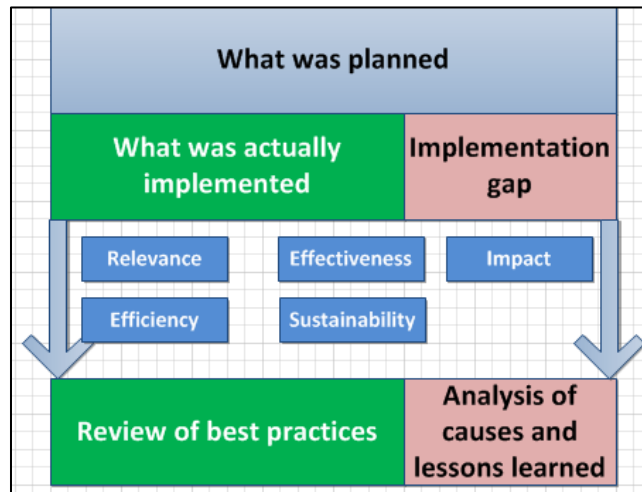 What was planned
What was actually
implemented
Implementation
gap
Relevance
Effectiveness
Impact
Efficiency
Sustainability
Review of best practices
Analysis of
causes and
lessons learned